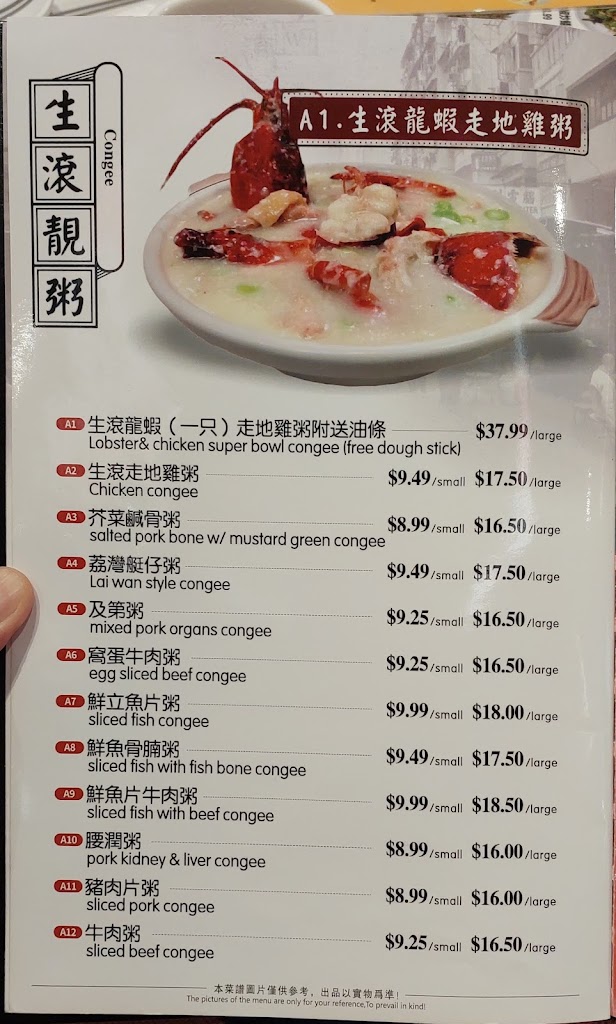 生滾靚粥
Congee
A1.生滾龍蝦走地雞粥
A1 生滾龍蝦（一只）走地雞粥附送油條 $37.99/large
Lobster& chicken super bowl congee (free dough stick)
A2 生滾走地雞粥 $9.49/small $17.50/large
Chicken congee
A3 芥菜鹹骨粥 $8.99/small $16.50/large
salted pork bone w/ mustard green congee
A4 荔灣艇仔粥 $9.49/small $17.50/large
Lai wan style congee
A5 及第粥 $9.25/small $16.50/large
mixed pork organs congee
A6 窩蛋牛肉粥 $9.25/small $16.50/large
egg sliced beef congee
A7 鮮立魚片粥 $9.99/small $18.00/large
sliced fish congee
A8 鮮魚骨腩粥 $9.49/small $17.50/large
sliced fish with fish bone congee
A9 鮮魚片牛肉粥 $9.99/small $18.50/large
sliced fish with beef congee
A10 腰潤粥 $8.99/small $16.00/large
pork kidney & liver congee
A11 豬肉片粥 $8.99/small $16.00/large
sliced pork congee
A12 牛肉粥 $9.25/small $16.50/large
sliced beef congee
本菜譜圖片僅供參考，出品以實物爲準！
The pictures of the menu are only for your reference,To prevail in kind!